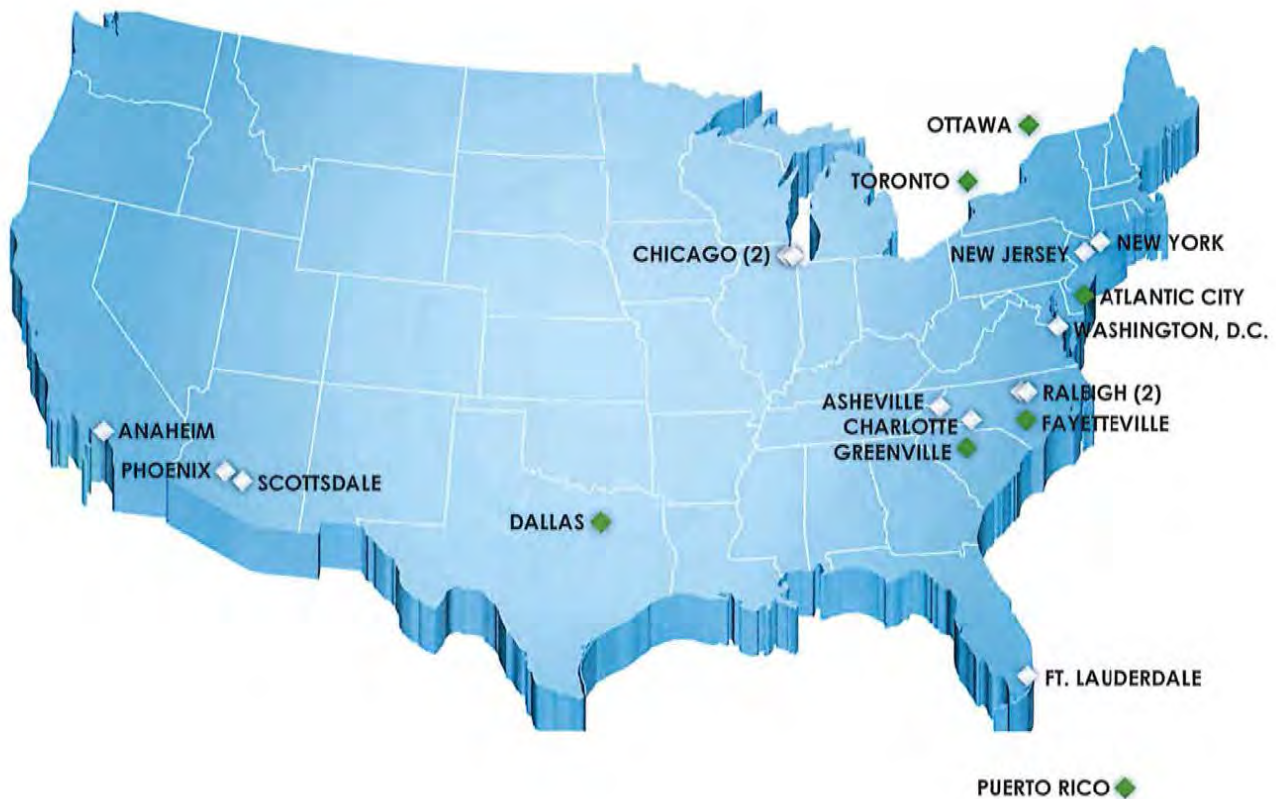 OTTAWA
TORONTO
CHICAGO (2)
NEW JERSEY
NEW YORK
ATLANTIC CITY
WASHINGTON, D.C.
RALEIGH (2)
ASHEVILLE
CHARLOTTE
FAYETTEVILLE
GREENVILLE
ANAHEIM
PHOENIX
SCOTTSDALE
DALLAS
FT. LAUDERDALE
PUERTO RICO